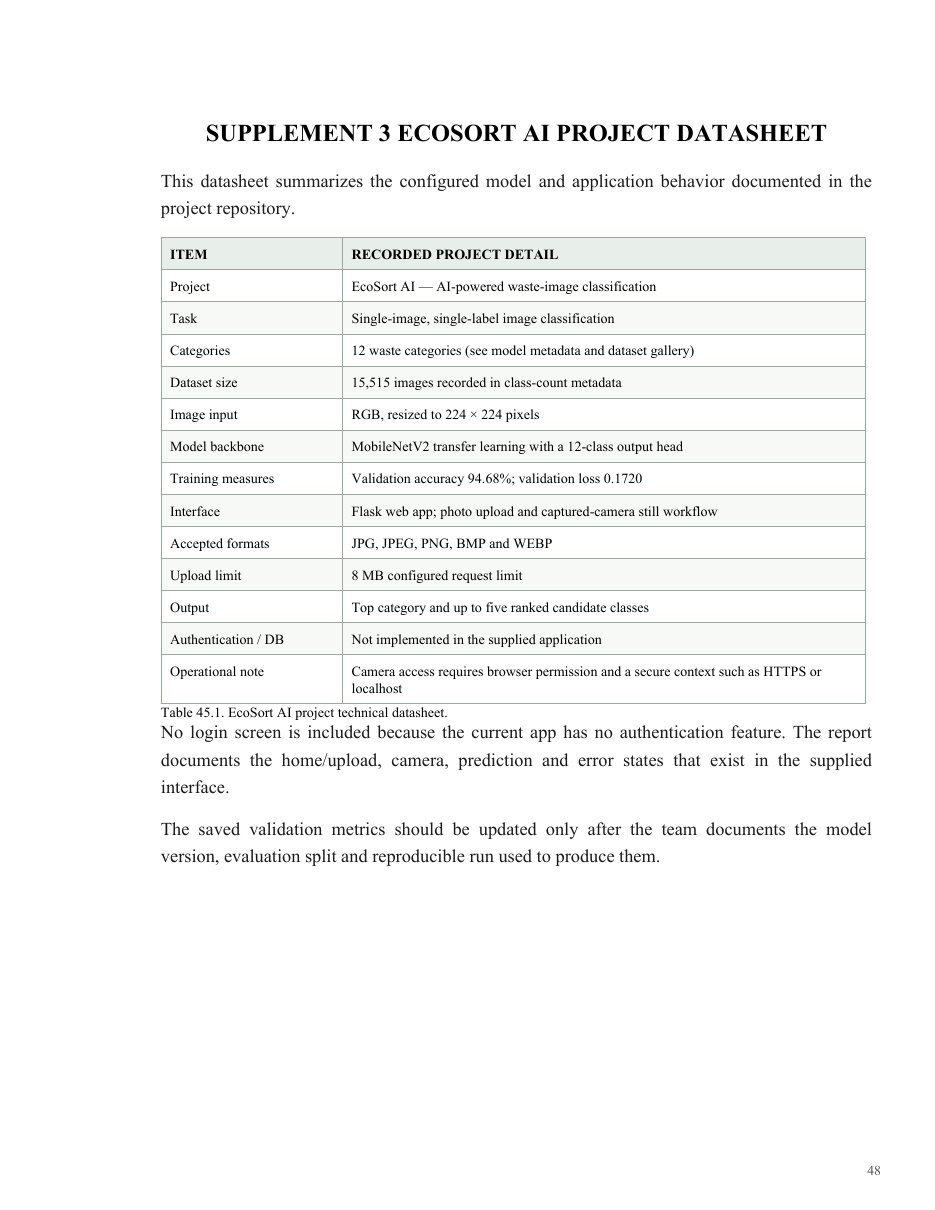 SUPPLEMENT 3 ECOSORT AI PROJECT DATASHEET
This datasheet summarizes the configured model and application behavior documented in the
project repository.
ITEM RECORDED PROJECT DETAIL
Project EcoSort AI — AI-powered waste-image classification
Task Single-image, single-label image classification
Categories 12 waste categories (see model metadata and dataset gallery)
Dataset size 15,515 images recorded in class-count metadata
Image input RGB, resized to 224 × 224 pixels
Model backbone MobileNetV2 transfer learning with a 12-class output head
Training measures Validation accuracy 94.68%; validation loss 0.1720
Interface Flask web app; photo upload and captured-camera still workflow
Accepted formats JPG, JPEG, PNG, BMP and WEBP
Upload limit 8 MB configured request limit
Output Top category and up to five ranked candidate classes
Authentication / DB Not implemented in the supplied application
Operational note Camera access requires browser permission and a secure context such as HTTPS or
localhost
Table 45.1. EcoSort AI project technical datasheet.
No login screen is included because the current app has no authentication feature. The report
documents the home/upload, camera, prediction and error states that exist in the supplied
interface.
The saved validation metrics should be updated only after the team documents the model
version, evaluation split and reproducible run used to produce them.
48